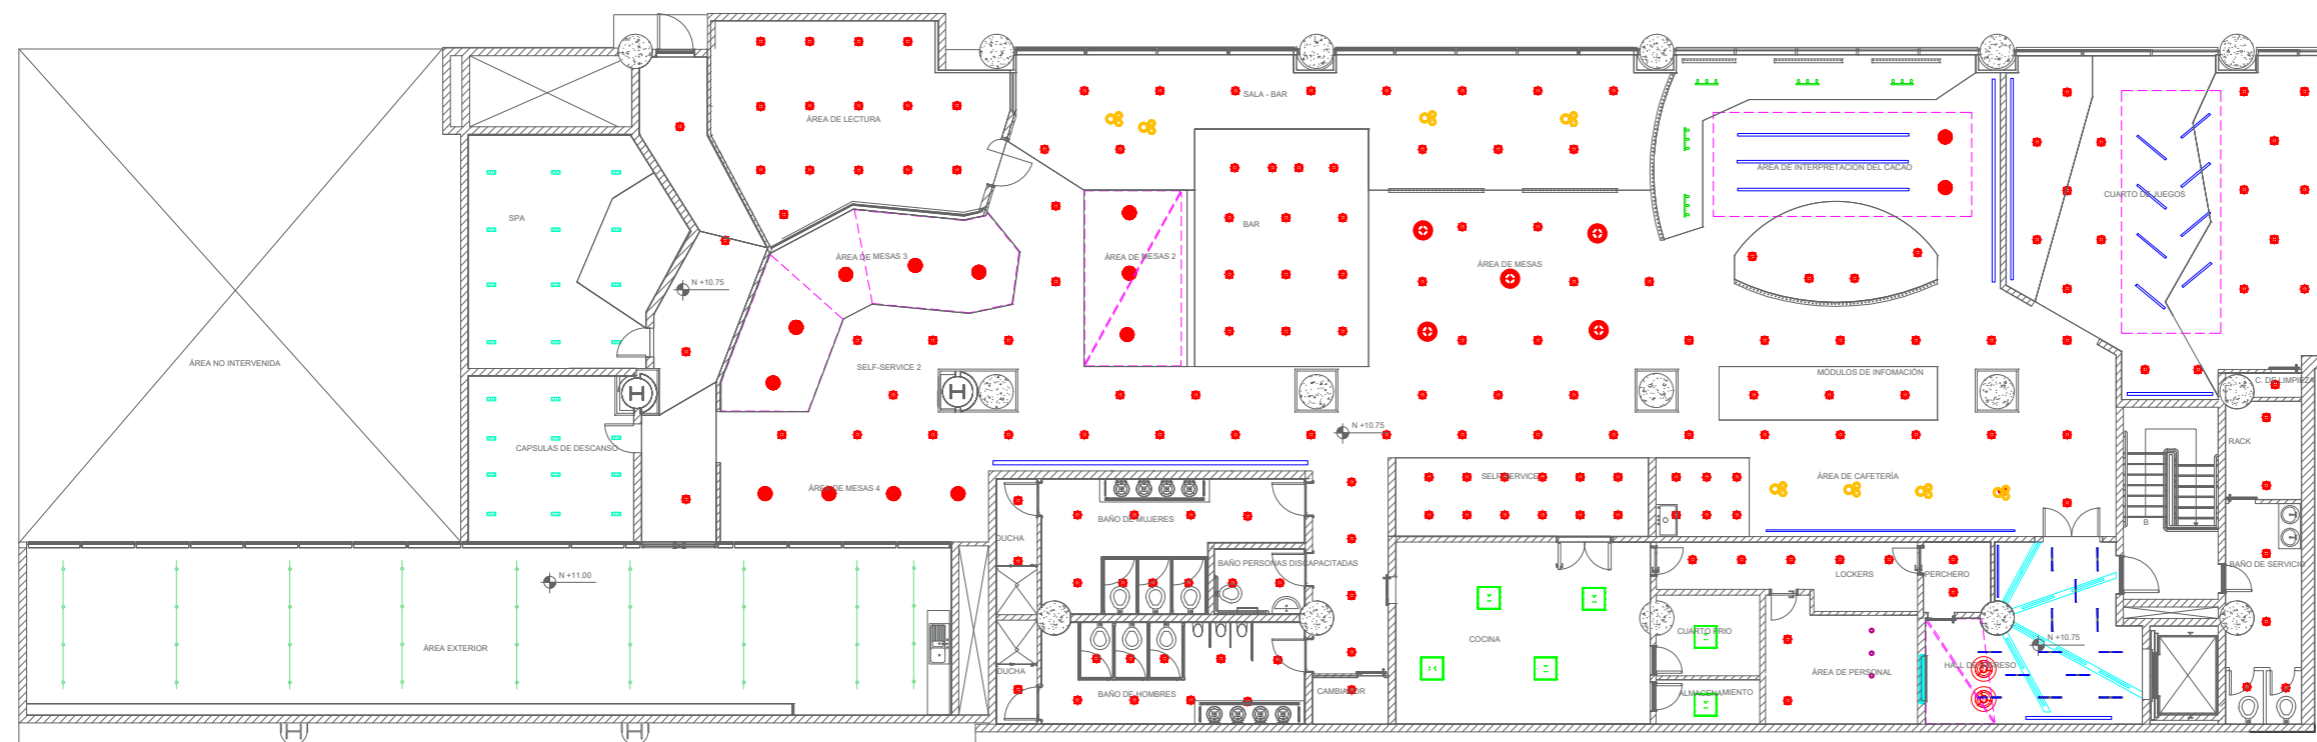 SALA - BAR
ÁREA DE LECTURA
ÁREA DE INTERPRETACIÓN DEL CACAO
CUARTO DE JUEGOS
SPA
BAR
ÁREA DE MESAS 3
ÁREA DE MESAS 2
ÁREA DE MESAS
N +10.75
ÁREA NO INTERVENIDA
SELF-SERVICE 2
MÓDULOS DE INFOMACIÓN
C. DE LIMPIEZA
H
H
N +10.75
CAPSULAS DE DESCANSO
RACK
SELF-SERVICE
ÁREA DE CAFETERÍA
ÁREA DE MESAS 4
BAÑO DE MUJERES
B
DUCHA
BAÑO PERSONAS DISCAPACITADAS
LOCKERS
PERCHERO
BAÑO DE SERVICIO
N +11.00
CUARTO FRIO
COCINA
N +10.75
ÁREA EXTERIOR
DUCHA
HALL DE INGRESO
ÁREA DE PERSONAL
BAÑO DE HOMBRES
CAMBIADOR
ALMACENAMIENTO
H
H